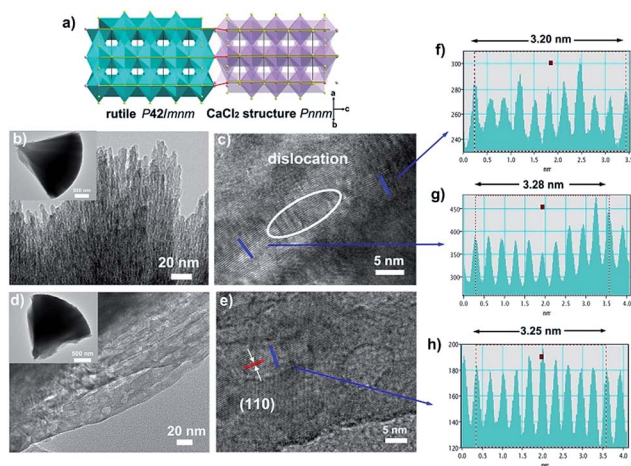 a)
rutile P42/mnm
CaCl2 structure Pnnm
a
c
b
b)
500 nm
20 nm
c)
dislocation
5 nm
d)
500 nm
20 nm
e)
(110)
5 nm
f)
3.20 nm
300
280
260
240
0.0 0.5 1.0 1.5 2.0 2.5 3.0 3.5
nm
g)
3.28 nm
450
400
350
300
250
0.0 0.5 1.0 1.5 2.0 2.5 3.0 3.5 4.0
nm
h)
3.25 nm
200
180
160
140
120
0.0 0.5 1.0 1.5 2.0 2.5 3.0 3.5 4.0
nm